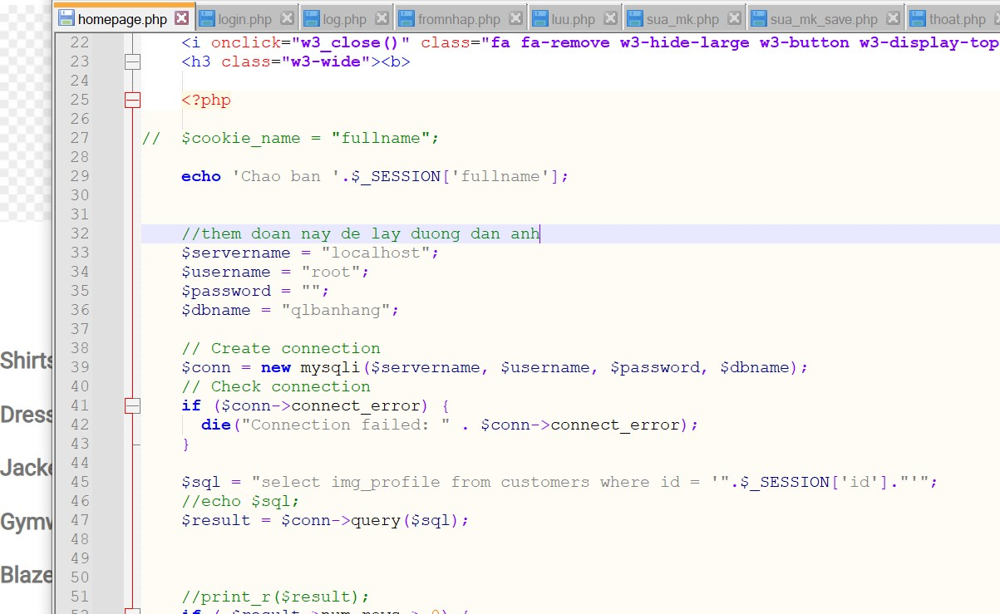 homepage.php login.php log.php fromnhap.php luu.php sua_mk.php sua_mk_save.php thoat.php
22 <i onclick="w3_close()" class="fa fa-remove w3-hide-large w3-button w3-display-top
23 <h3 class="w3-wide"><b>
24
25 <?php
26
27 // $cookie_name = "fullname";
28
29 echo 'Chao ban '.$_SESSION['fullname'];
30
31
32 //them doan nay de lay duong dan anh
33 $servername = "localhost";
34 $username = "root";
35 $password = "";
36 $dbname = "qlbanhang";
37
38 // Create connection
39 $conn = new mysqli($servername, $username, $password, $dbname);
40 // Check connection
41 if ($conn->connect_error) {
42 die("Connection failed: " . $conn->connect_error);
43 }
44
45 $sql = "select img_profile from customers where id = '".$_SESSION['id']."'";
46 //echo $sql;
47 $result = $conn->query($sql);
48
49
50
51 //print_r($result);
52 if ( $result->num_rows > 0) {
Shirts
Dress
Jacke
Gymw
Blaze